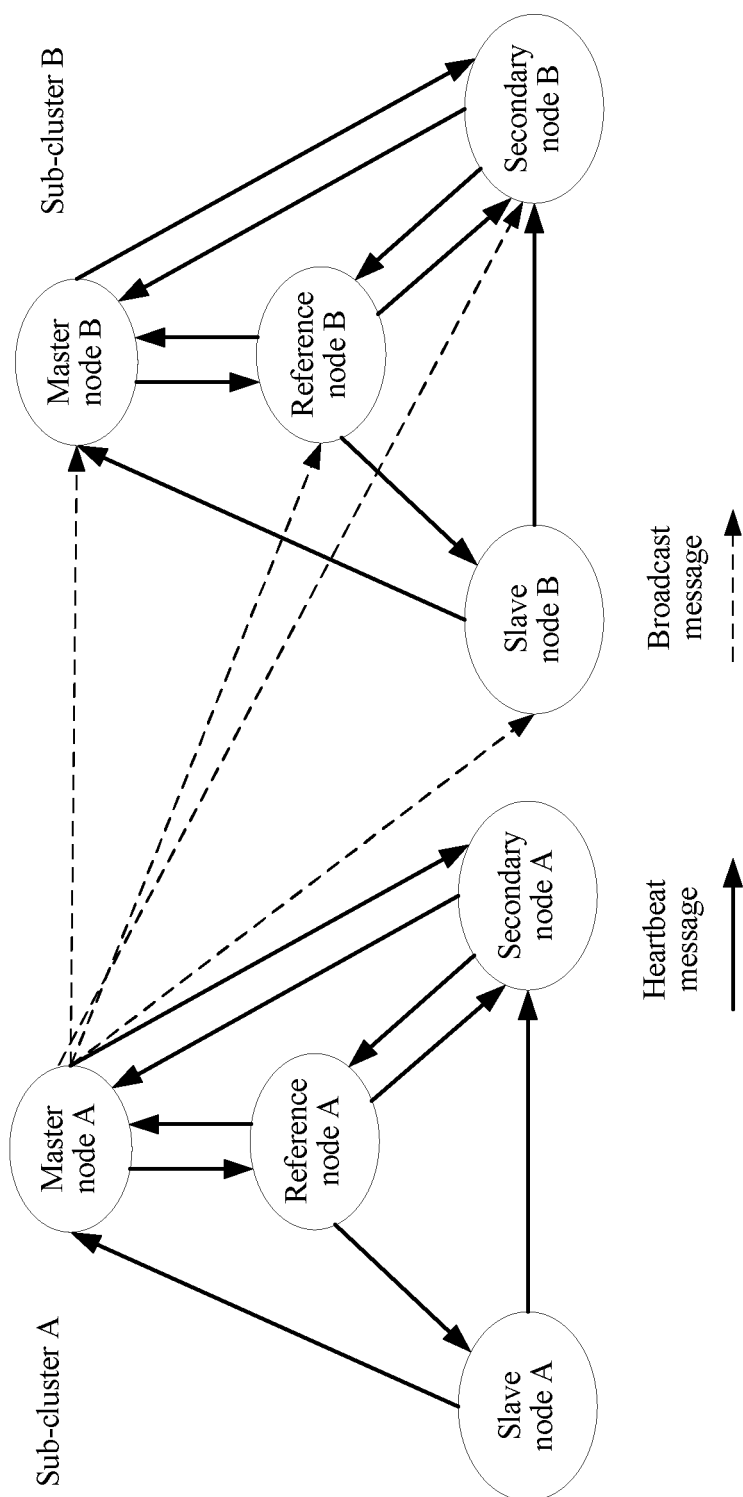 Sub-cluster A
Sub-cluster B
Master
node A
Master
node B
Reference
node A
Reference
node B
Slave
node A
Secondary
node A
Slave
node B
Secondary
node B
Heartbeat
message
Broadcast
message